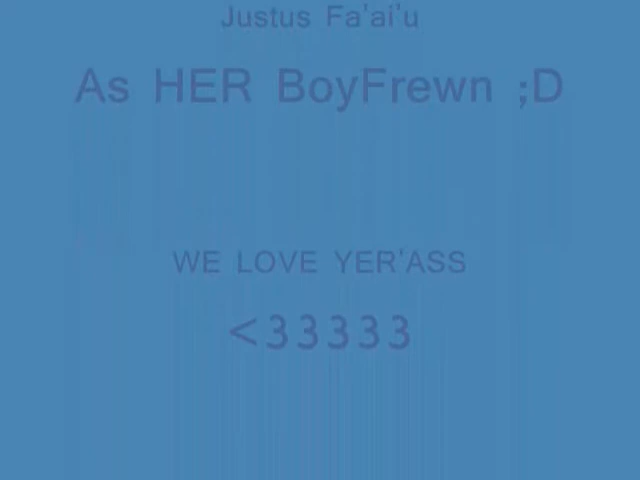 Justus Fa'ai'u
As HER BoyFrewn ;D
WE LOVE YER'ASS
<33333